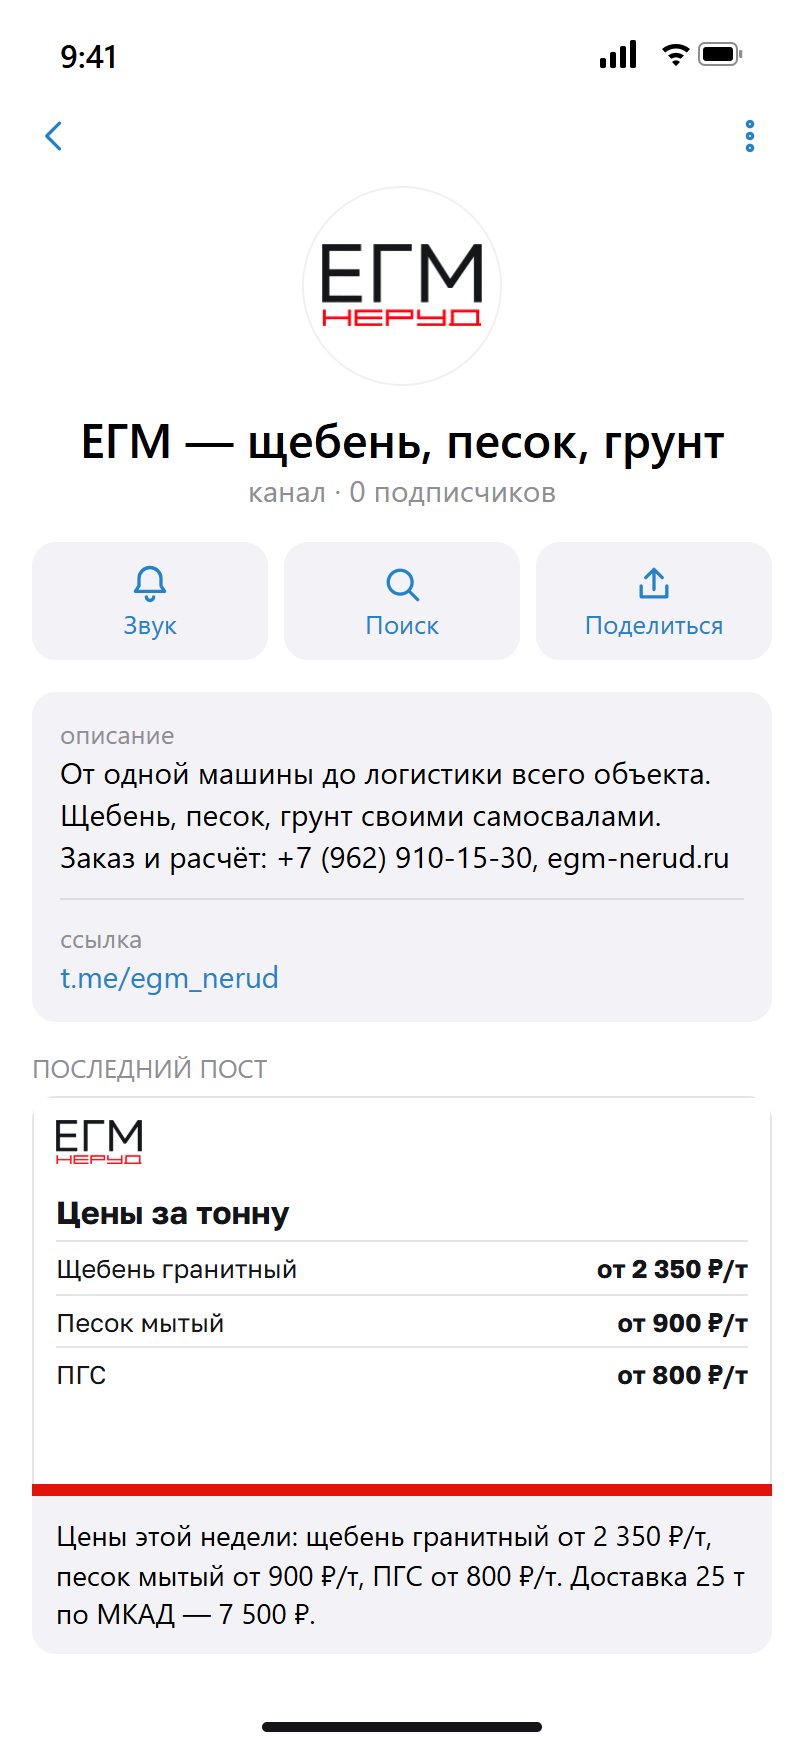 9:41
ЕГМ
НЕРУД
ЕГМ — щебень, песок, грунт
канал · 0 подписчиков
Звук
Поиск
Поделиться
описание
От одной машины до логистики всего объекта.
Щебень, песок, грунт своими самосвалами.
Заказ и расчёт: +7 (962) 910-15-30, egm-nerud.ru
ссылка
t.me/egm_nerud
ПОСЛЕДНИЙ ПОСТ
ЕГМ
НЕРУД
Цены за тонну
Щебень гранитный от 2 350 ₽/т
Песок мытый от 900 ₽/т
ПГС от 800 ₽/т
Цены этой недели: щебень гранитный от 2 350 ₽/т,
песок мытый от 900 ₽/т, ПГС от 800 ₽/т. Доставка 25 т
по МКАД — 7 500 ₽.